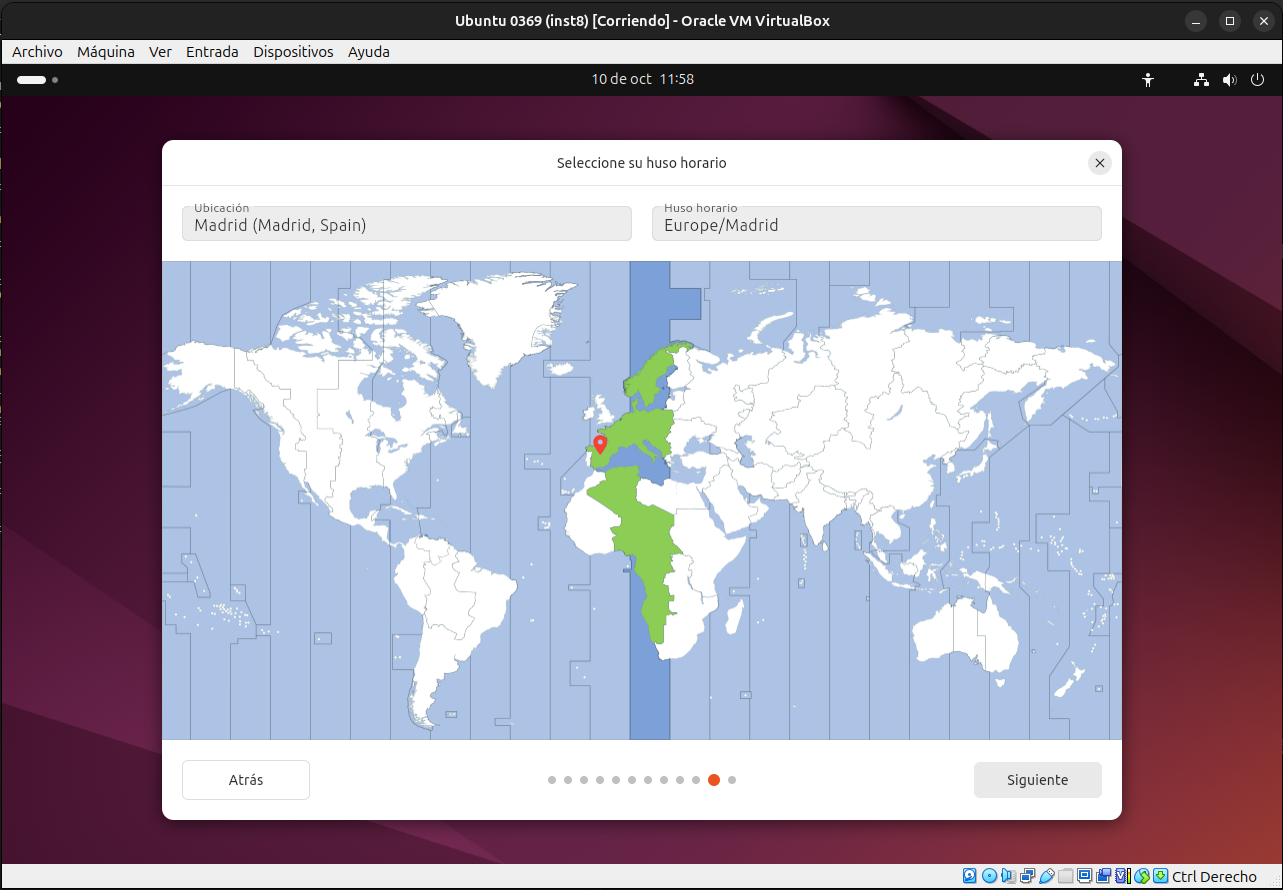 Ubuntu 0369 (inst8) [Corriendo] - Oracle VM VirtualBox
Archivo Máquina Ver Entrada Dispositivos Ayuda
10 de oct 11:58
Seleccione su huso horario
Ubicación
Madrid (Madrid, Spain)
Huso horario
Europe/Madrid
Atrás
Siguiente
Ctrl Derecho